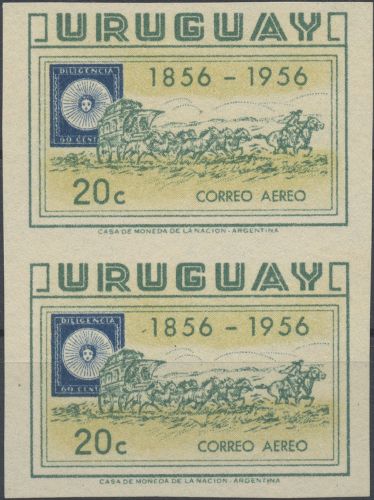 URUGUAY
DILIGENCIA
60 CENT
1856 - 1956
20c
CORREO AEREO
CASA DE MONEDA DE LA NACION - ARGENTINA
URUGUAY
DILIGENCIA
60 CENT
1856 - 1956
20c
CORREO AEREO
CASA DE MONEDA DE LA NACION - ARGENTINA